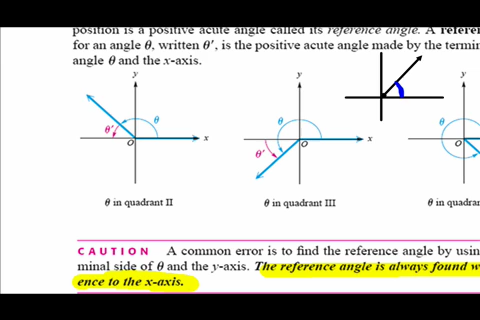 position is a positive acute angle called its reference angle. A
for an angle θ, written θ′, is the positive acute angle made by the
angle θ and the x-axis.
y y y
θ θ θ
θ′ x θ′ x
O O O
θ in quadrant II θ in quadrant III θ in
CAUTION A common error is to find the reference angle by
minal side of θ and the y-axis. The reference angle is always found
ence to the x-axis.